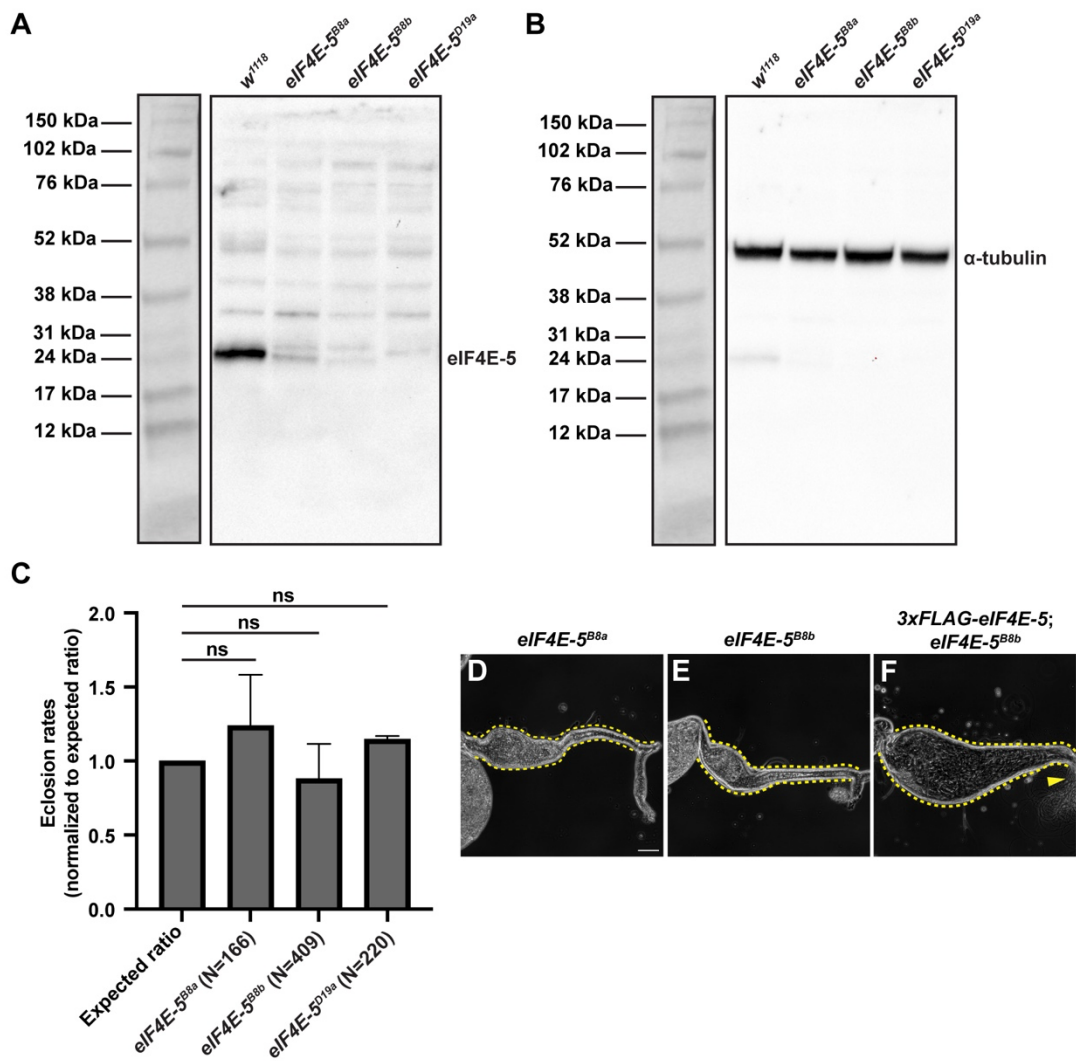 A
w1118
eIF4E-5B8a
eIF4E-5B8b
eIF4E-5D19a
150 kDa
102 kDa
76 kDa
52 kDa
38 kDa
31 kDa
24 kDa
17 kDa
12 kDa
eIF4E-5
B
w1118
eIF4E-5B8a
eIF4E-5B8b
eIF4E-5D19a
150 kDa
102 kDa
76 kDa
52 kDa
38 kDa
31 kDa
24 kDa
17 kDa
12 kDa
α-tubulin
C
Eclosion rates
(normalized to expected ratio)
2.0
1.5
1.0
0.5
0.0
ns
ns
ns
Expected ratio
eIF4E-5B8a (N=166)
eIF4E-5B8b (N=409)
eIF4E-5D19a (N=220)
eIF4E-5B8a
D
eIF4E-5B8b
E
3xFLAG-eIF4E-5;
eIF4E-5B8b
F